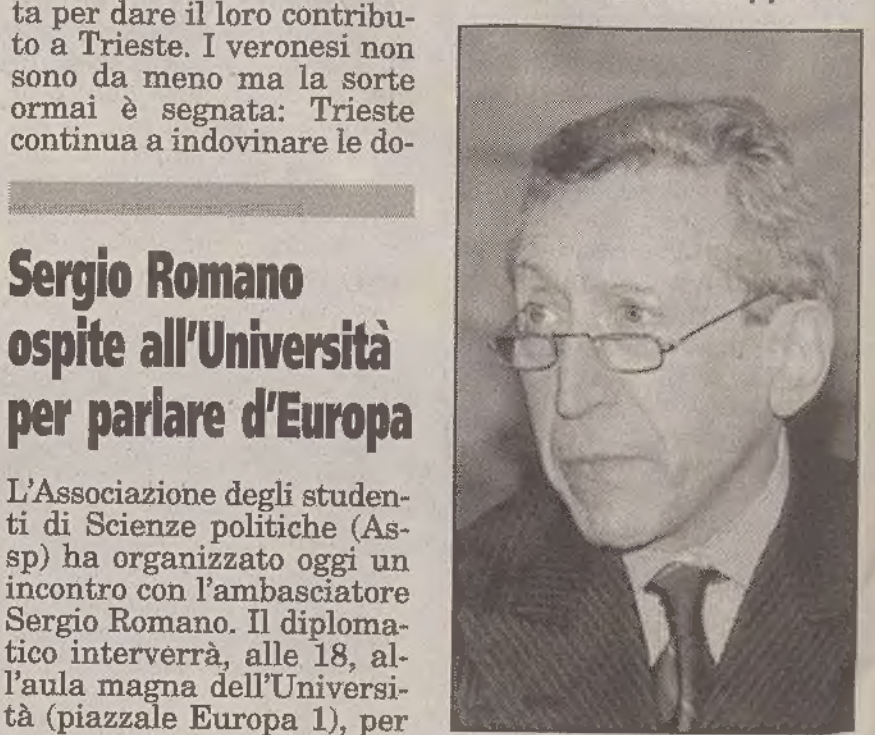 ta per dare il loro contribu-
to a Trieste. I veronesi non
sono da meno ma la sorte
ormai è segnata: Trieste
continua a indovinare le do-
Sergio Romano
ospite all'Università
per parlare d'Europa
L'Associazione degli studen-
ti di Scienze politiche (As-
sp) ha organizzato oggi un
incontro con l'ambasciatore
Sergio Romano. Il diploma-
tico interverrà, alle 18, al-
l'aula magna dell'Universi-
tà (piazzale Europa 1), per